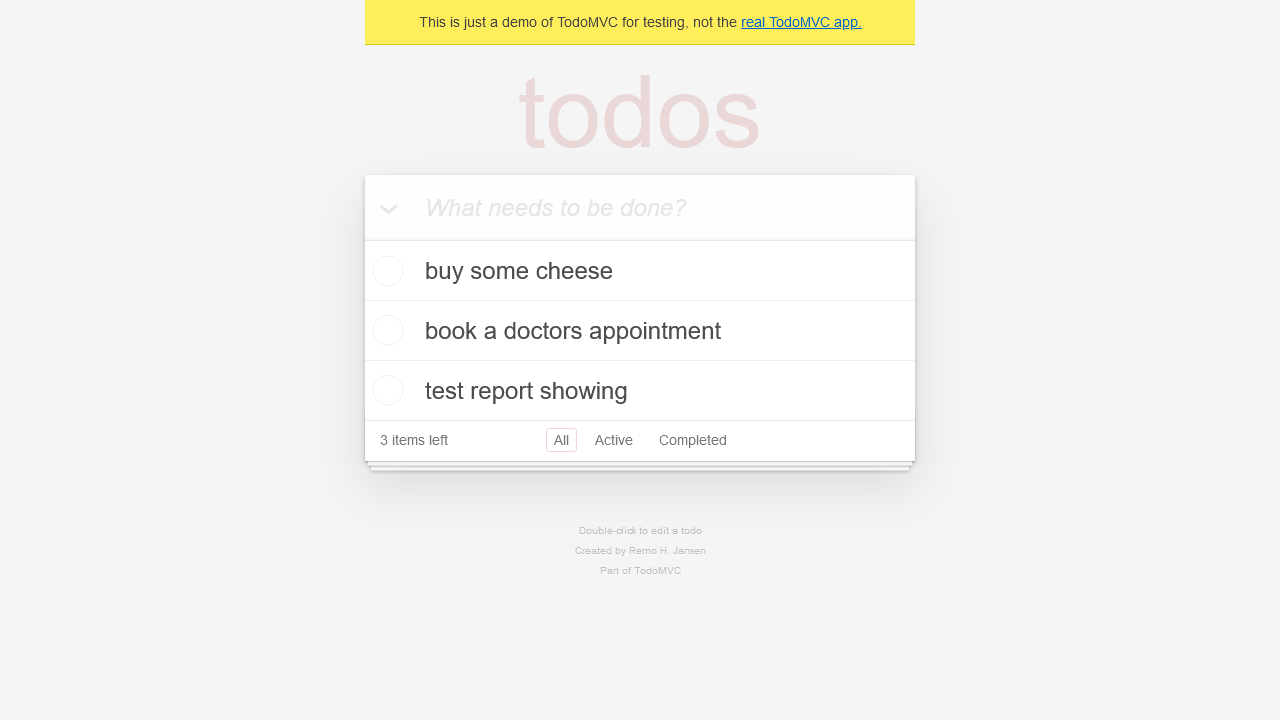 This is just a demo of TodoMVC for testing, not the real TodoMVC app.
todos
What needs to be done?
buy some cheese
book a doctors appointment
test report showing
3 items left All Active Completed
Double-click to edit a todo
Created by Remo H. Jansen
Part of TodoMVC